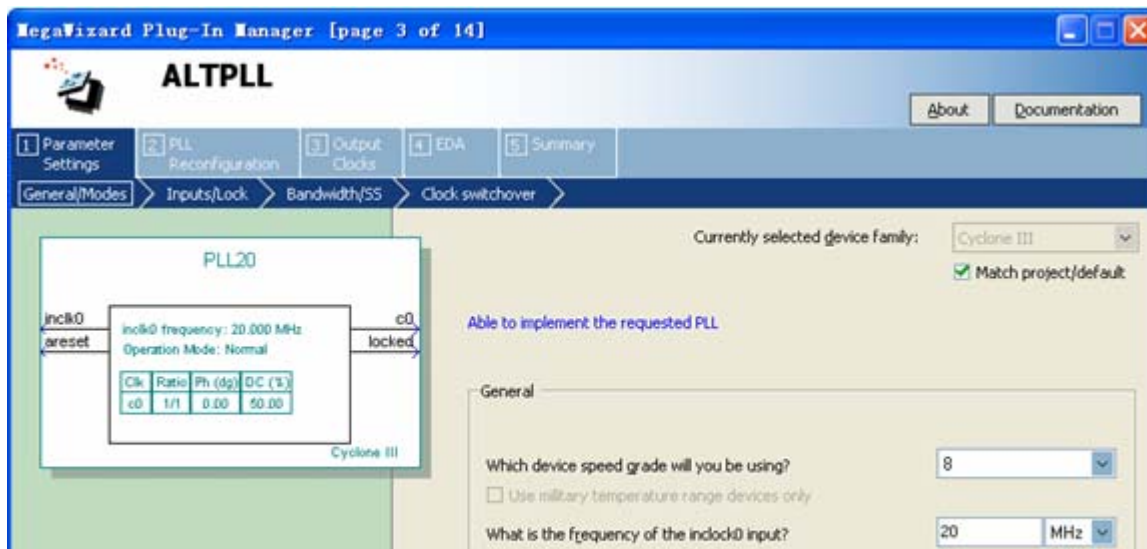 MegaWizard Plug-In Manager [page 3 of 14]
ALTPLL
About Documentation
1 Parameter Settings 2 PLL Reconfiguration 3 Output Clocks 4 EDA 5 Summary
General/Modes Inputs/Lock Bandwidth/SS Clock switchover
Currently selected device family: Cyclone III
Match project/default
PLL20
inclk0 c0
areset locked
inclk0 frequency: 20.000 MHz
Operation Mode: Normal
Clk Ratio Ph (dg) DC (%)
c0 1/1 0.00 50.00
Cyclone III
Able to implement the requested PLL
General
Which device speed grade will you be using? 8
Use military temperature range devices only
What is the frequency of the inclock0 input? 20 MHz